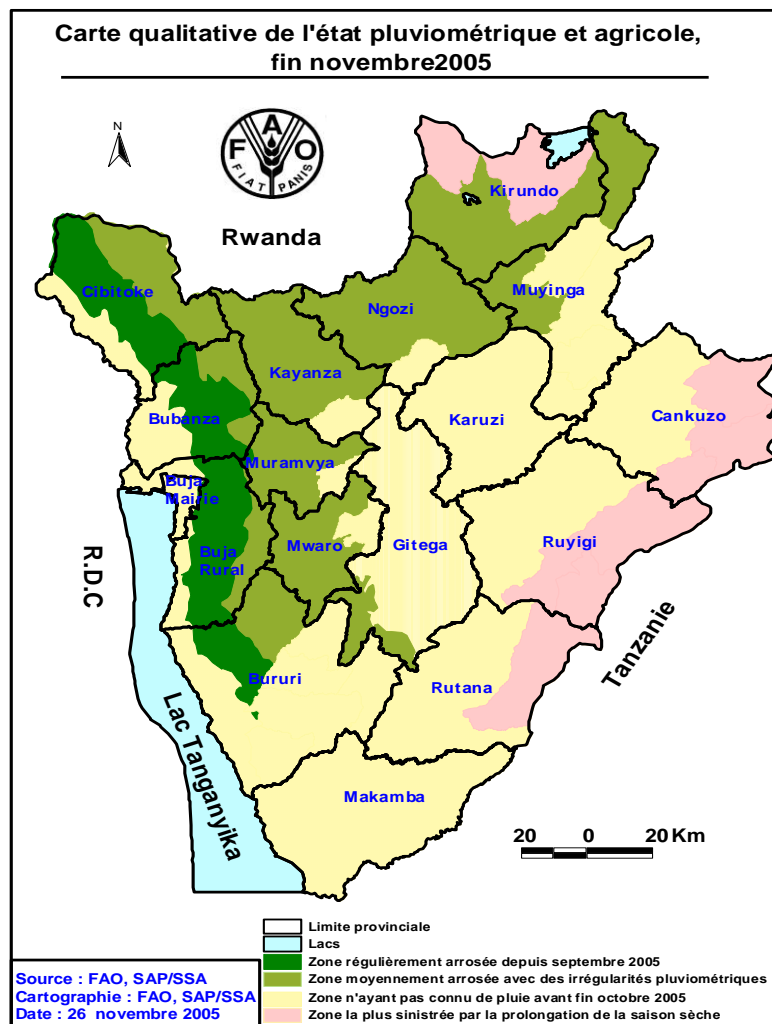 Carte qualitative de l'état pluviométrique et agricole,
fin novembre2005
N
F A O
FIAT PANIS
Rwanda
Kirundo
Cibitoke
Muyinga
Ngozi
Kayanza
Bubanza
Karuzi
Cankuzo
Muramvya
Buja
Mairie
Buja
Rural
Mwaro
Gitega
Ruyigi
R.D.C
Tanzanie
Bururi
Rutana
Lac Tanganyika
Makamba
20 0 20 Km
Limite provinciale
Lacs
Zone régulièrement arrosée depuis septembre 2005
Zone moyennement arrosée avec des irrégularités pluviométriques
Zone n'ayant pas connu de pluie avant fin octobre 2005
Zone la plus sinistrée par la prolongation de la saison sèche
Source : FAO, SAP/SSA
Cartographie : FAO, SAP/SSA
Date : 26 novembre 2005